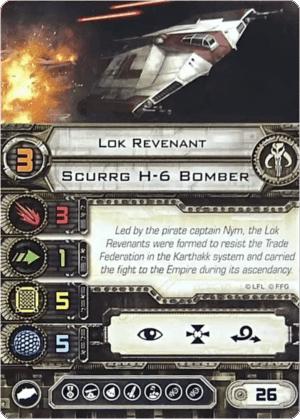 LOK REVENANT
3
SCURRG H-6 BOMBER
3
1
5
5
Led by the pirate captain Nym, the Lok
Revenants were formed to resist the Trade
Federation in the Karthakk system and carried
the fight to the Empire during its ascendancy.
© LFL © FFG
26